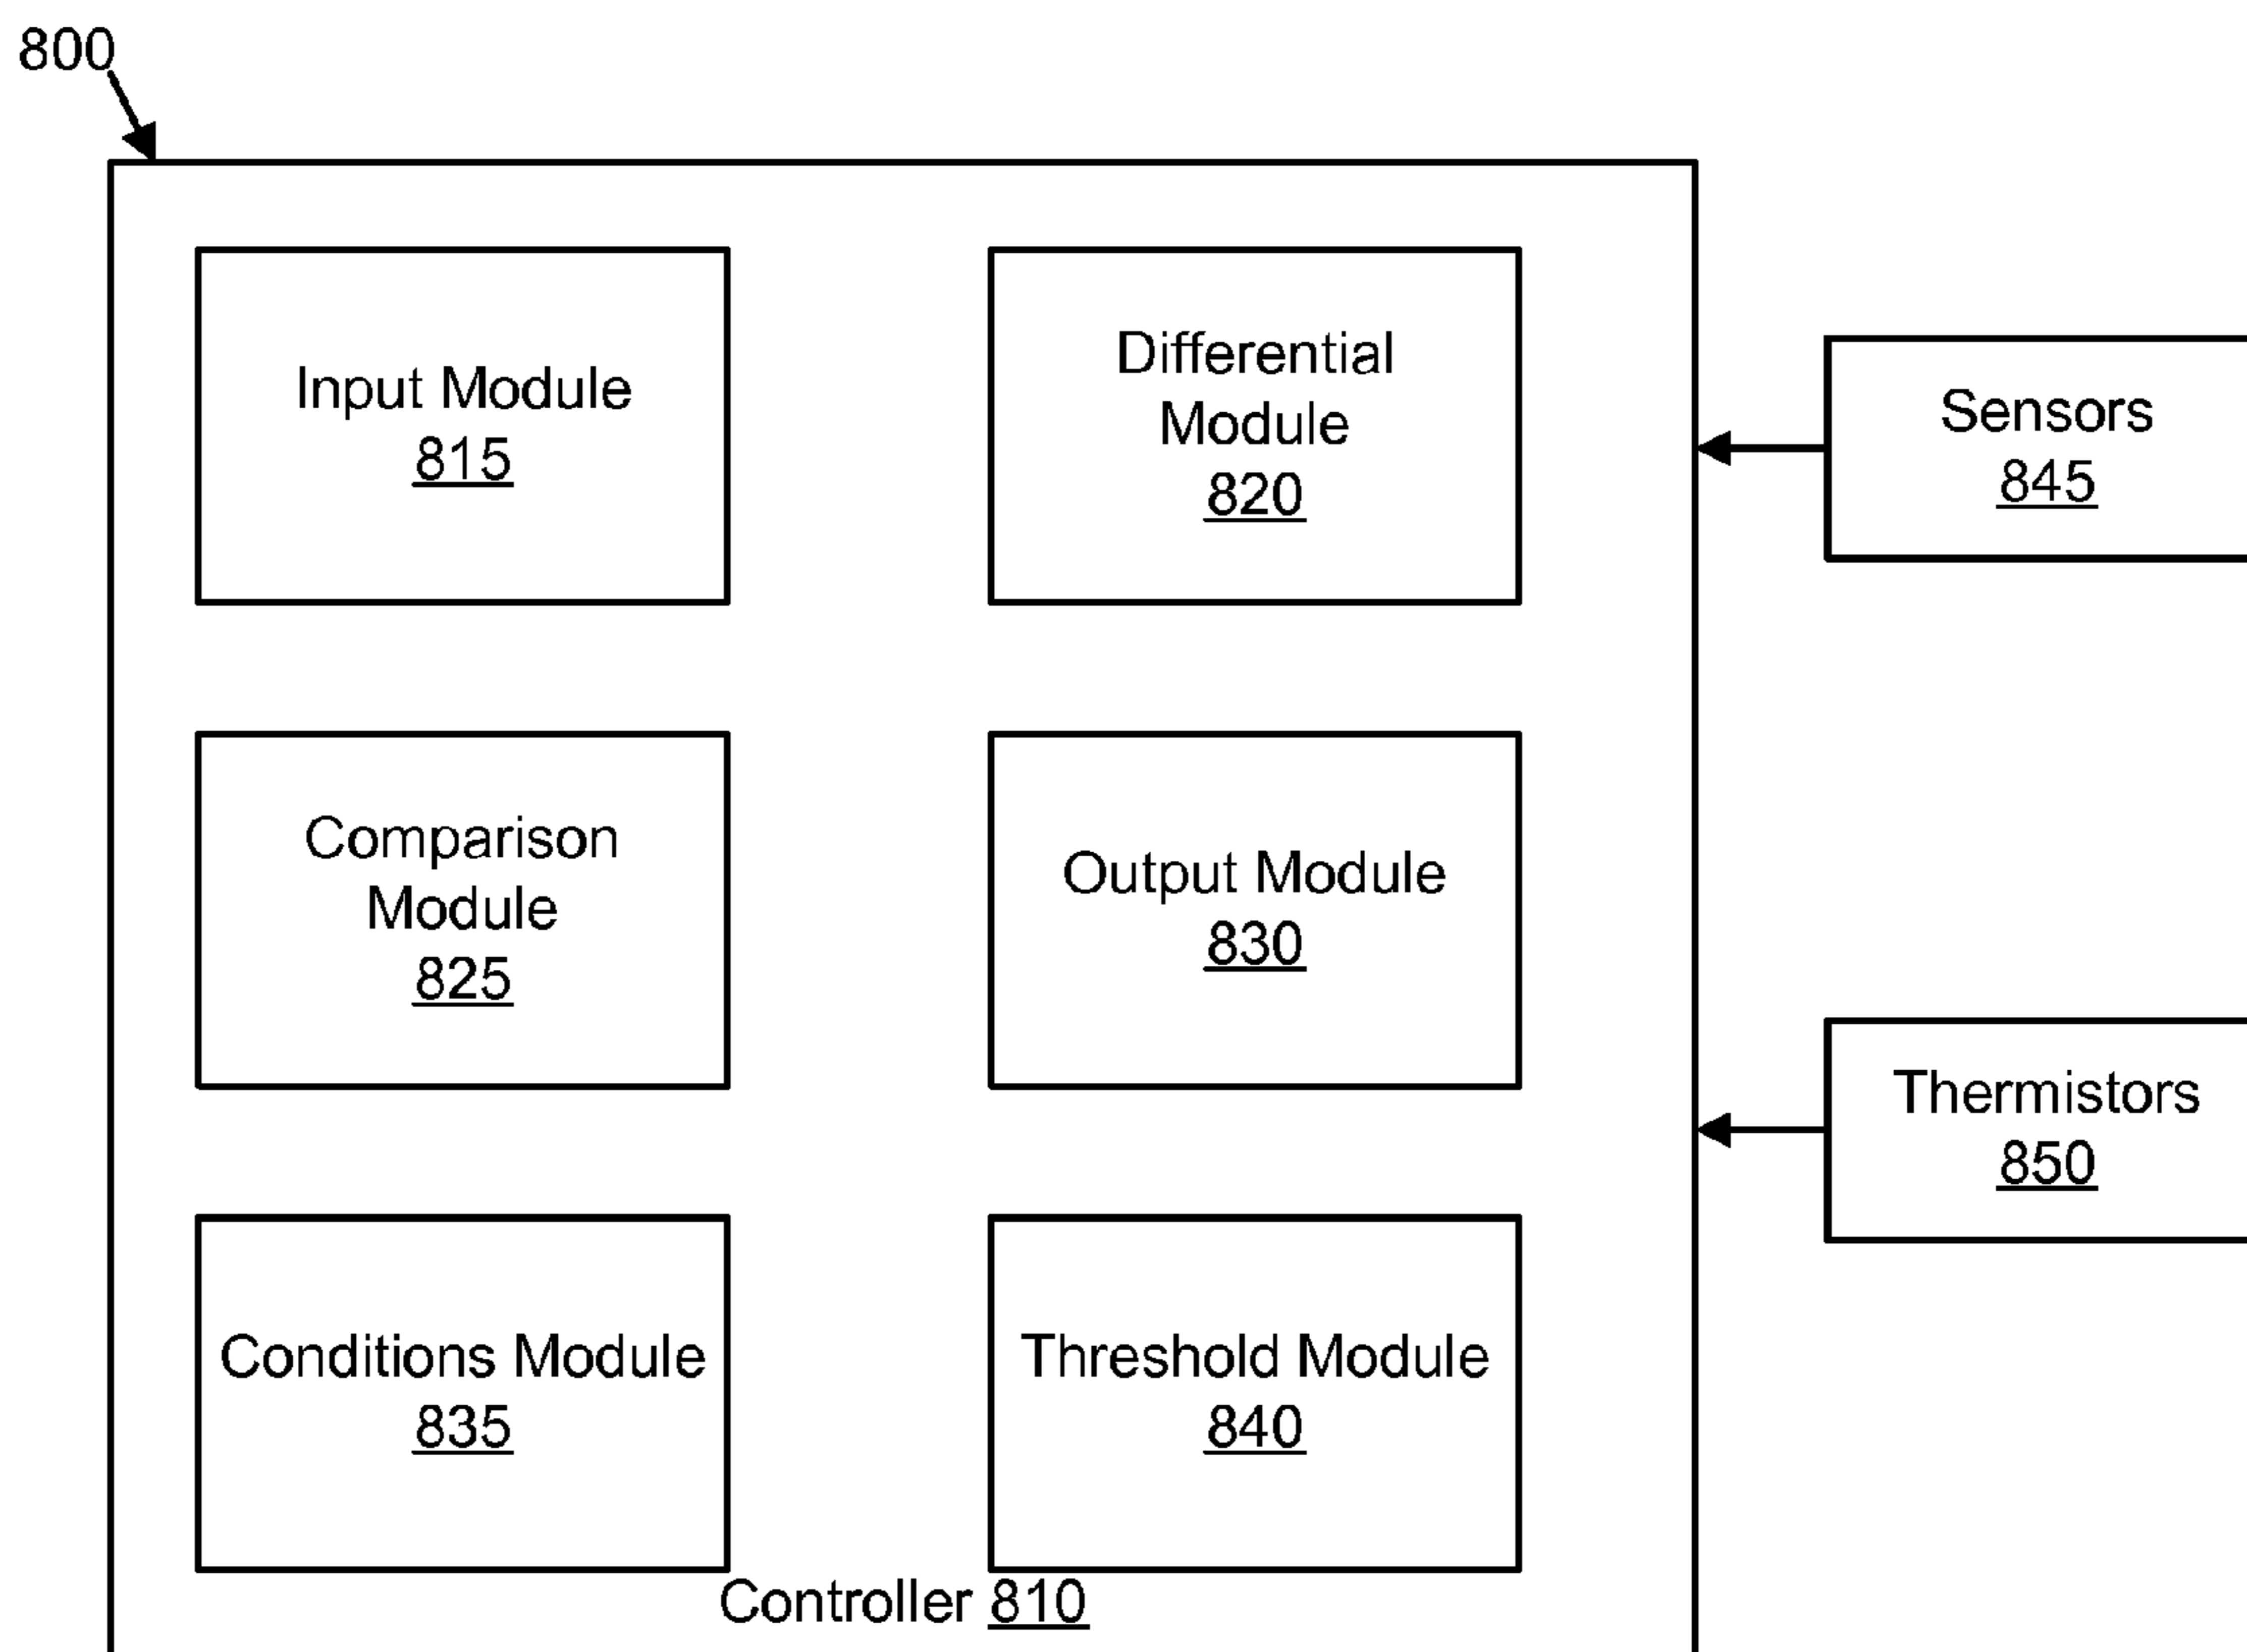 800
Input Module
815
Differential
Module
820
Sensors
845
Comparison
Module
825
Output Module
830
Thermistors
850
Conditions Module
835
Threshold Module
840
Controller 810